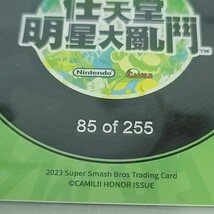 任天堂
明星大亂鬥
TM
Nintendo
85 of 255
2023 Super Smash Bros Trading Card
©CAMILII HONOR ISSUE